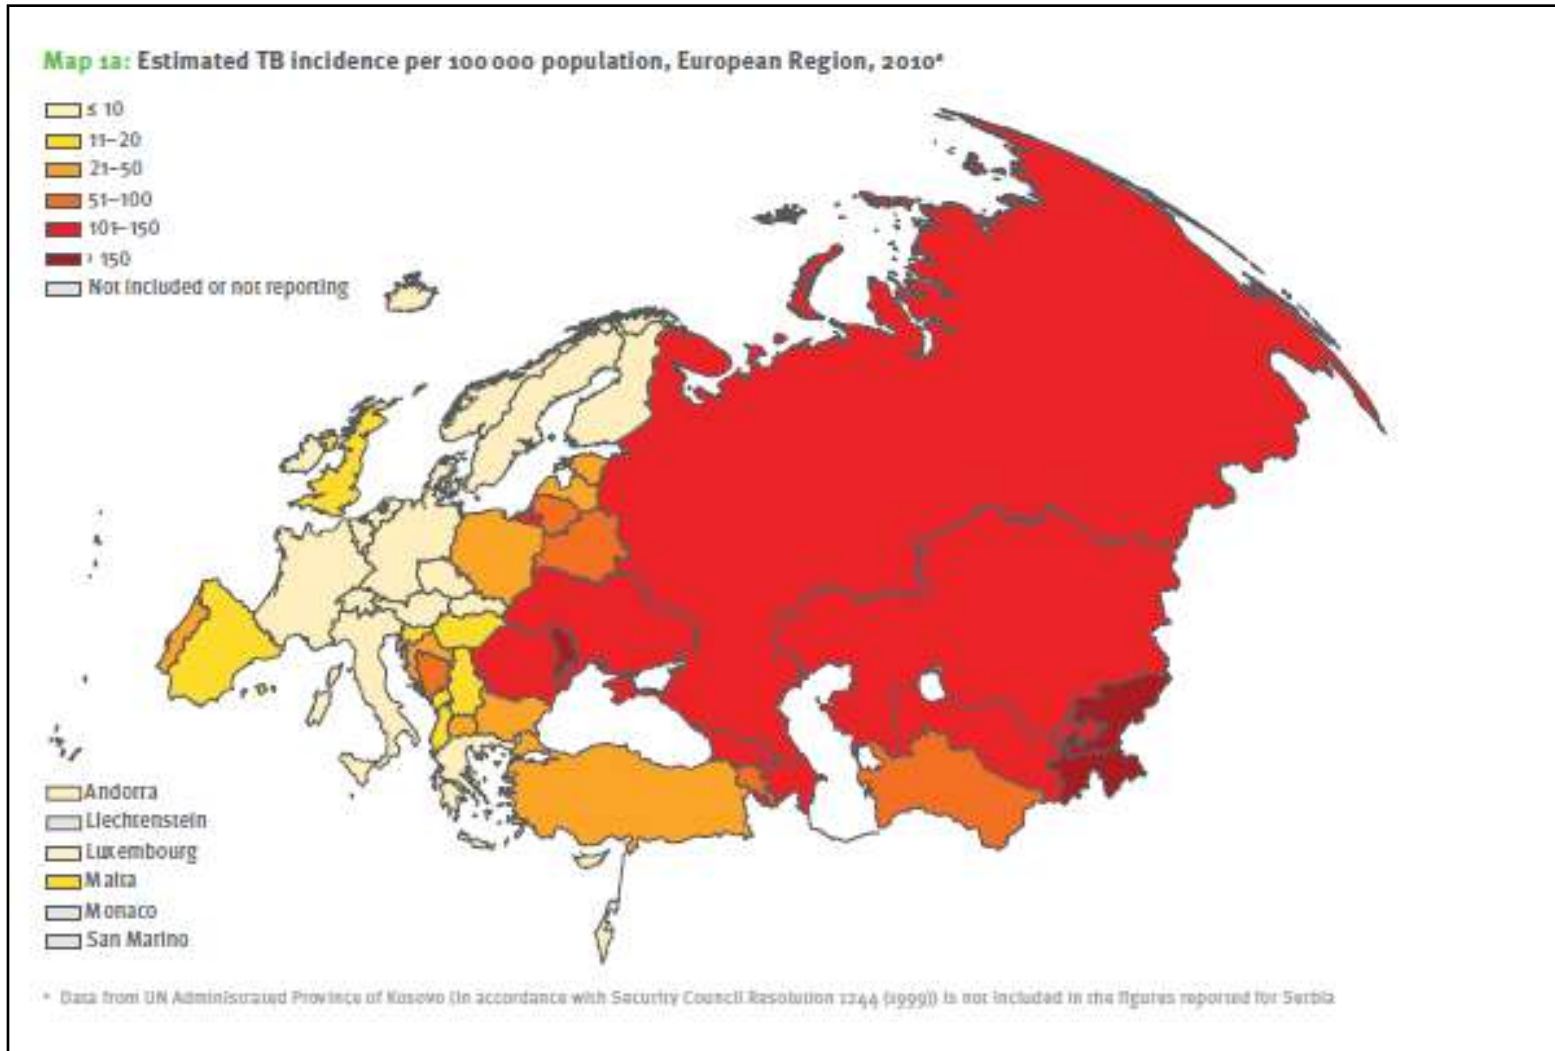 Map 1a: Estimated TB incidence per 100 000 population, European Region, 2010*
≤ 10
11–20
21–50
51–100
101–150
> 150
Not included or not reporting
Andorra
Liechtenstein
Luxembourg
Malta
Monaco
San Marino
* Data from UN Administrated Province of Kosovo (in accordance with Security Council Resolution 1244 (1999)) is not included in the figures reported for Serbia